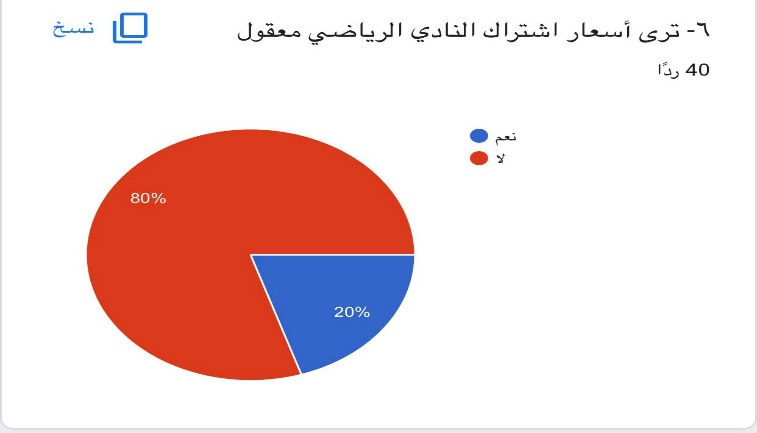 ٦- ترى أسعار اشتراك النادي الرياضي معقول
نسخ
40 ردًا
نعم
لا
80%
20%